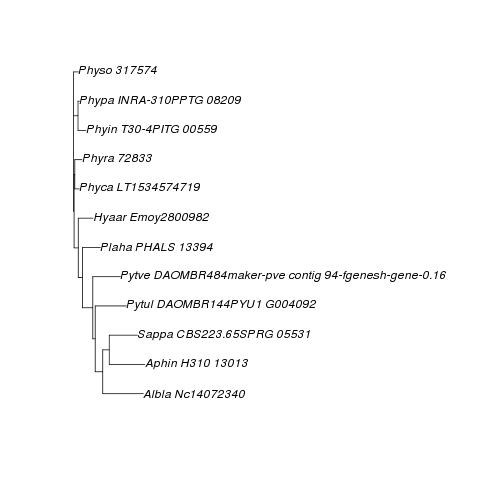 Physo 317574
Phypa INRA-310PPTG 08209
Phyin T30-4PITG 00559
Phyra 72833
Phyca LT1534574719
Hyaar Emoy2800982
Plaha PHALS 13394
Pytve DAOMBR484maker-pve contig 94-fgenesh-gene-0.16
Pytul DAOMBR144PYU1 G004092
Sappa CBS223.65SPRG 05531
Aphin H310 13013
Albla Nc14072340